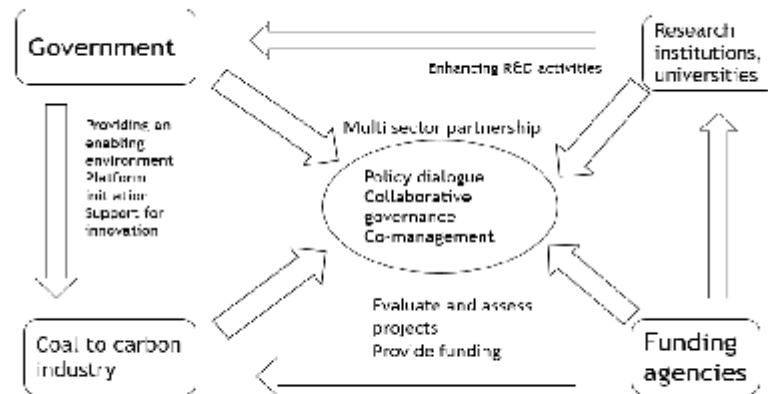 Government
Research
institutions,
universities
Enhancing R&D activities
Providing an
enabling
environment
Platform
initiation
Support for
innovation
Multi sector partnership
Policy dialogue
Collaborative
governance
Co-management
Evaluate and assess
projects
Provide funding
Coal to carbon
industry
Funding
agencies